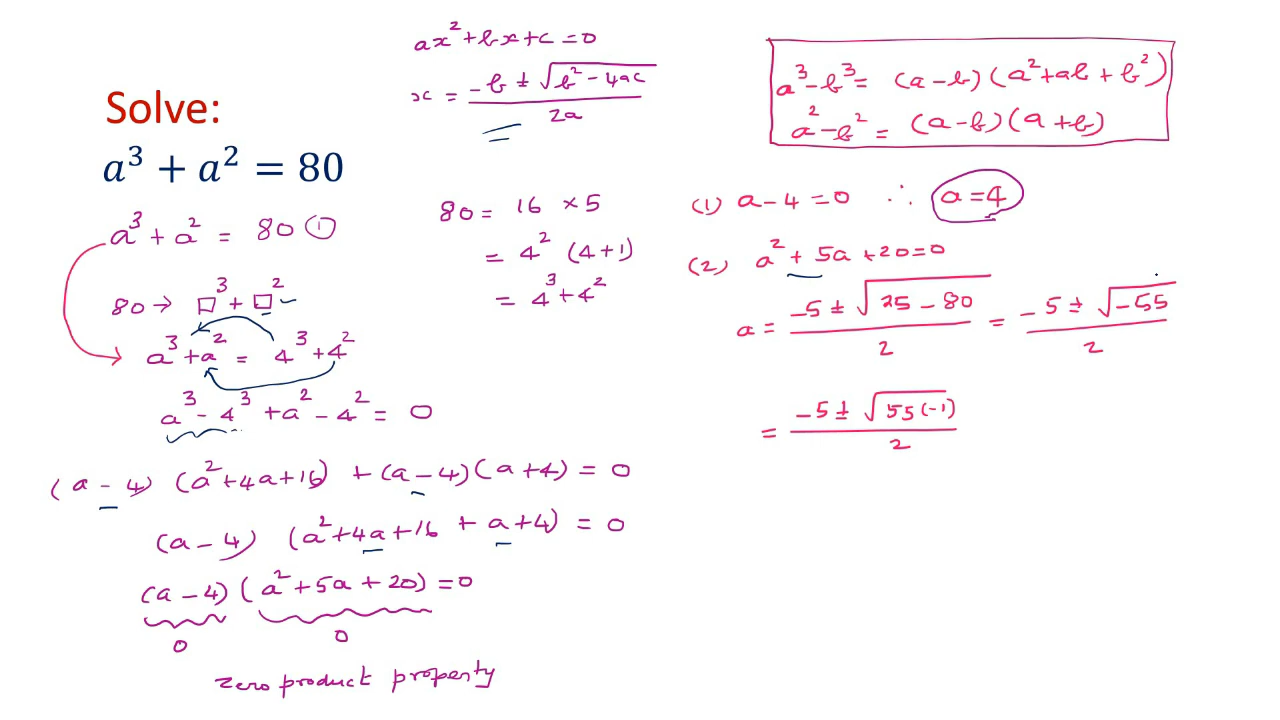 Solve:
a³ + a² = 80
a³ + a² = 80 ①
80 → □³ + □²
a³ + a² = 4³ + 4²
a³ - 4³ + a² - 4² = 0
(a - 4) (a² + 4a + 16) + (a - 4)(a + 4) = 0
(a - 4) (a² + 4a + 16 + a + 4) = 0
(a - 4) (a² + 5a + 20) = 0
0 0
zero product property
ax² + bx + c = 0
x = (-b ± √(b² - 4ac)) / 2a
80 = 16 × 5
= 4² (4 + 1)
= 4³ + 4²
a³ - b³ = (a - b) (a² + ab + b²)
a² - b² = (a - b) (a + b)
(1) a - 4 = 0 ∴ a = 4
(2) a² + 5a + 20 = 0
a = (-5 ± √(25 - 80)) / 2 = (-5 ± √(-55)) / 2
= (-5 ± √(55(-1))) / 2